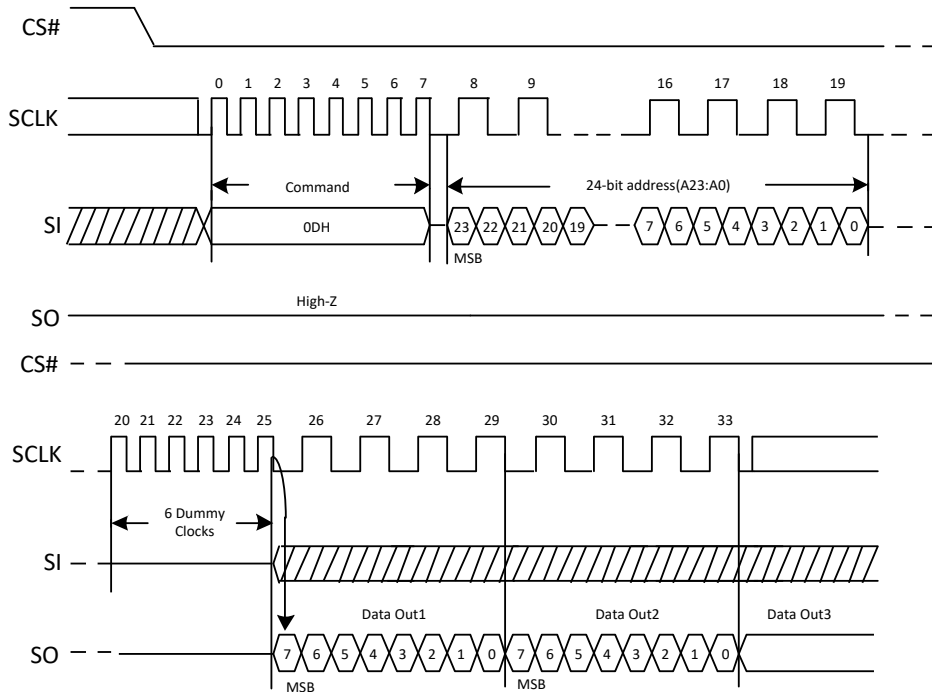 CS#
0 1 2 3 4 5 6 7 8 9 16 17 18 19
SCLK
Command 24-bit address(A23:A0)
SI 0DH 23 22 21 20 19 7 6 5 4 3 2 1 0
MSB
High-Z
SO
CS#
20 21 22 23 24 25 26 27 28 29 30 31 32 33
SCLK
6 Dummy
Clocks
SI
Data Out1 Data Out2 Data Out3
SO 7 6 5 4 3 2 1 0 7 6 5 4 3 2 1 0
MSB MSB